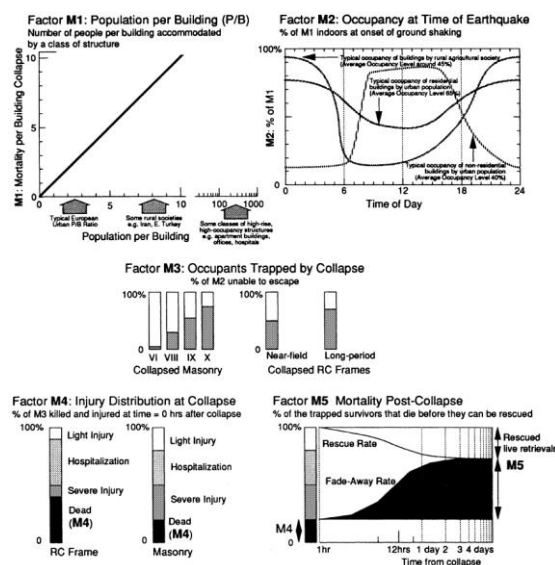 Factor M1: Population per Building (P/B)
Number of people per building accommodated
by a class of structure
M1: Mortality per Building Collapse
10
5
0
0
5
10
100
1000
Typical European
Urban P/B Ratio
Some rural societies
e.g. Iran, E. Turkey
Some classes of high-rise,
high-occupancy structures
e.g. apartment buildings,
offices, hospitals
Population per Building
Factor M2: Occupancy at Time of Earthquake
% of M1 indoors at onset of ground shaking
M2: % of M1
100%
0
Typical occupancy of buildings by rural agricultural society
(Average Occupancy Level around 45%)
Typical occupancy of residential
buildings by urban population
(Average Occupancy Level 65%)
Typical occupancy of non-residential
buildings by urban population
(Average Occupancy Level 40%)
0
6
12
18
24
Time of Day
Factor M3: Occupants Trapped by Collapse
% of M2 unable to escape
100%
0
VI
VIII
IX
X
Collapsed Masonry
100%
0
Near-field
Long-period
Collapsed RC Frames
Factor M4: Injury Distribution at Collapse
% of M3 killed and injured at time = 0 hrs after collapse
100%
Light Injury
Hospitalization
Severe Injury
Dead
(M4)
0
RC Frame
100%
Light Injury
Hospitalization
Severe Injury
Dead
(M4)
0
Masonry
Factor M5 Mortality Post-Collapse
% of the trapped survivors that die before they can be rescued
100%
Rescue Rate
Fade-Away Rate
Rescued
live retrievals
M5
M4
0
1hr
12hrs
1 day
2
3
4 days
Time from collapse